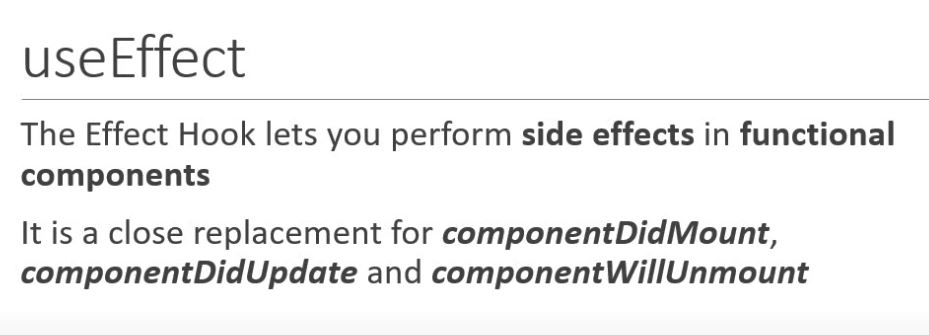 useEffect
The Effect Hook lets you perform side effects in functional
components
It is a close replacement for componentDidMount,
componentDidUpdate and componentWillUnmount